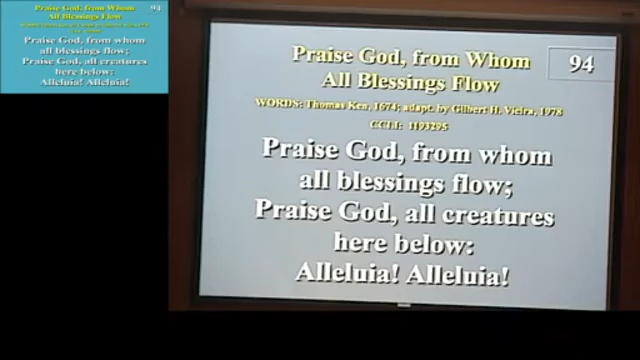 Praise God, from Whom
All Blessings Flow
94
Praise God, from whom
all blessings flow;
Praise God, all creatures
here below:
Alleluia! Alleluia!
Praise God, from Whom
All Blessings Flow
94
WORDS: Thomas Ken, 1674; adapt. by Gilbert H. Vieira, 1978
CCLI: 1193295
Praise God, from whom
all blessings flow;
Praise God, all creatures
here below:
Alleluia! Alleluia!